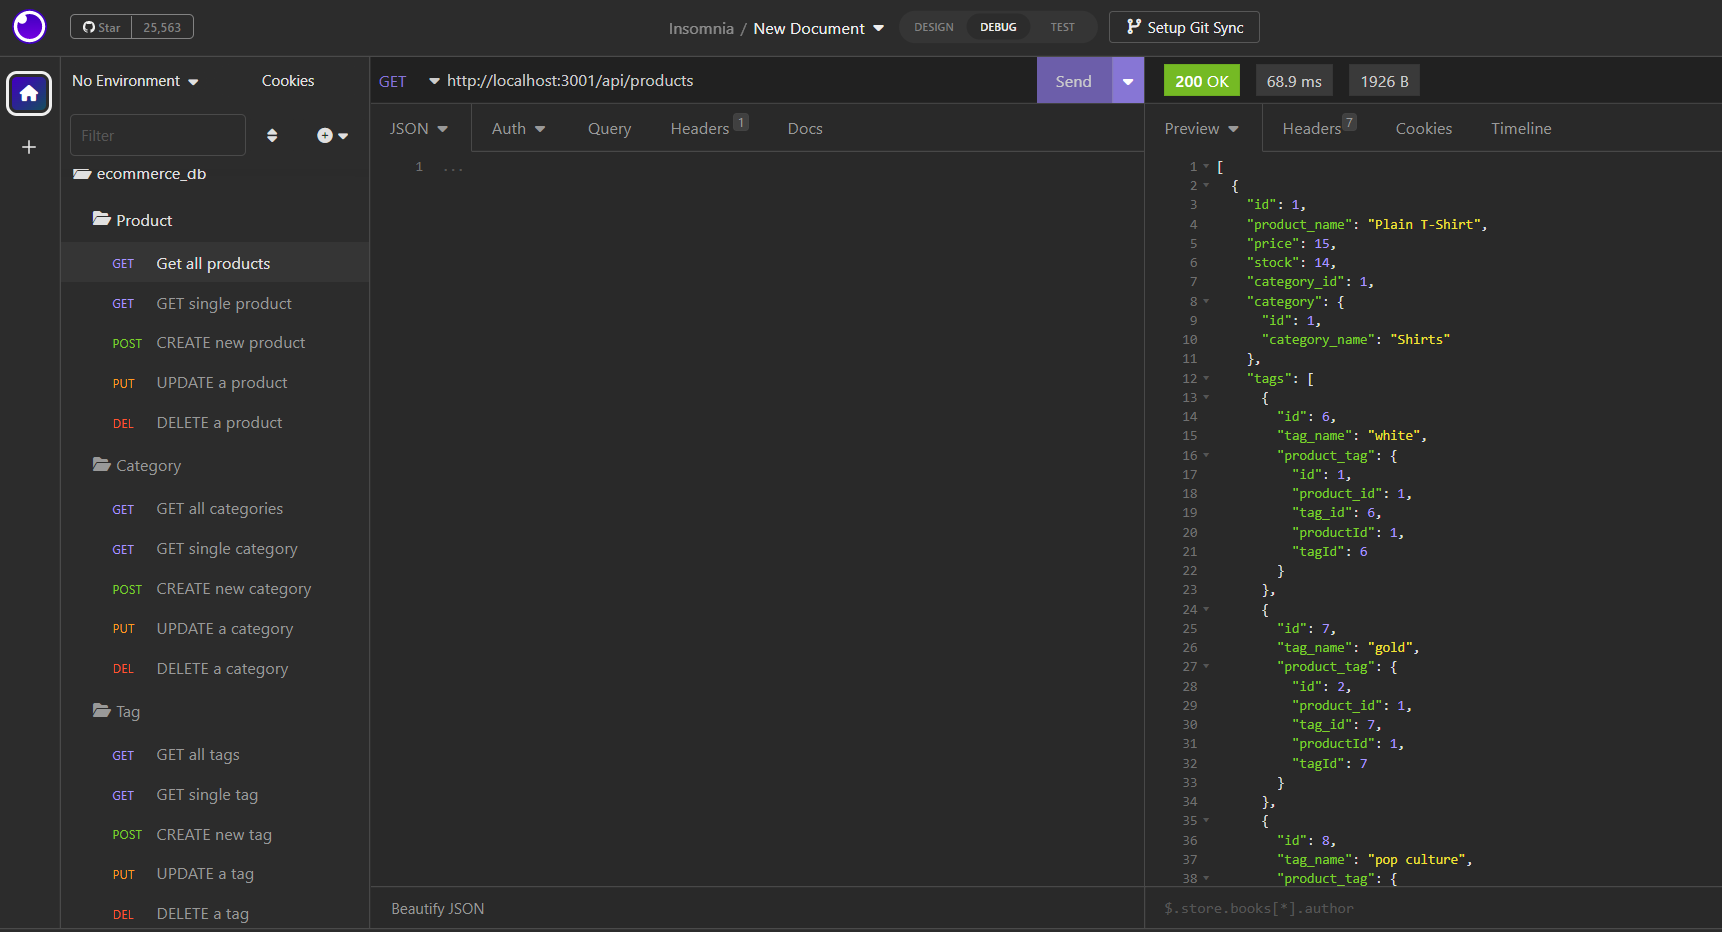 Star 25,563
Insomnia / New Document
DESIGN DEBUG TEST
Setup Git Sync
No Environment Cookies
Filter
ecommerce_db
Product
GET Get all products
GET GET single product
POST CREATE new product
PUT UPDATE a product
DEL DELETE a product
Category
GET GET all categories
GET GET single category
POST CREATE new category
PUT UPDATE a category
DEL DELETE a category
Tag
GET GET all tags
GET GET single tag
POST CREATE new tag
PUT UPDATE a tag
DEL DELETE a tag
GET http://localhost:3001/api/products Send
JSON Auth Query Headers 1 Docs
1 ...
Beautify JSON
200 OK 68.9 ms 1926 B
Preview Headers 7 Cookies Timeline
1 [
2 {
3 "id": 1,
4 "product_name": "Plain T-Shirt",
5 "price": 15,
6 "stock": 14,
7 "category_id": 1,
8 "category": {
9 "id": 1,
10 "category_name": "Shirts"
11 },
12 "tags": [
13 {
14 "id": 6,
15 "tag_name": "white",
16 "product_tag": {
17 "id": 1,
18 "product_id": 1,
19 "tag_id": 6,
20 "productId": 1,
21 "tagId": 6
22 }
23 },
24 {
25 "id": 7,
26 "tag_name": "gold",
27 "product_tag": {
28 "id": 2,
29 "product_id": 1,
30 "tag_id": 7,
31 "productId": 1,
32 "tagId": 7
33 }
34 },
35 {
36 "id": 8,
37 "tag_name": "pop culture",
38 "product_tag": {
$.store.books[*].author